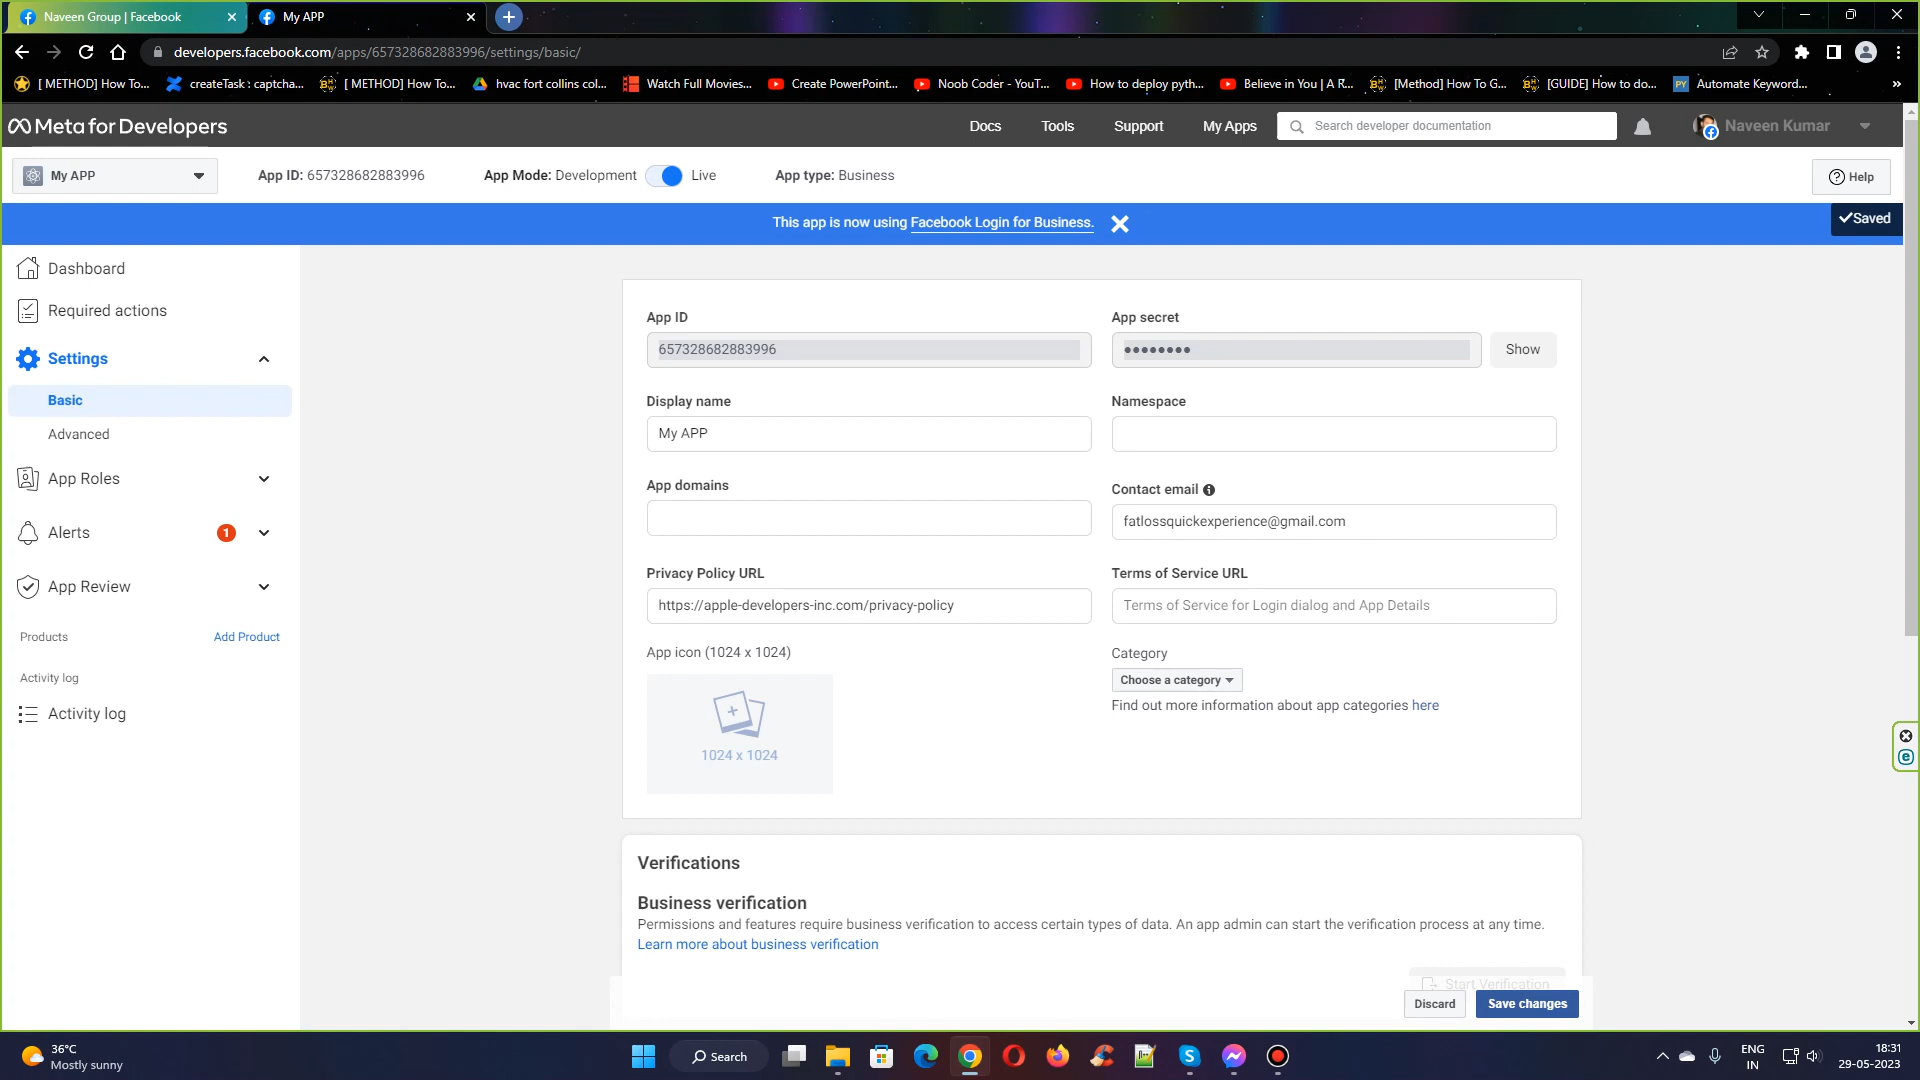 Naveen Group | Facebook
My APP
developers.facebook.com/apps/657328682883996/settings/basic/
[ METHOD] How To...
createTask : captcha...
[ METHOD] How To...
hvac fort collins col...
Watch Full Movies...
Create PowerPoint...
Noob Coder - YouT...
How to deploy pyth...
Believe in You | A R...
[Method] How To G...
[GUIDE] How to do...
Automate Keyword...
Meta for Developers
Docs
Tools
Support
My Apps
Search developer documentation
Naveen Kumar
My APP
App ID: 657328682883996
App Mode: Development
Live
App type: Business
Help
This app is now using Facebook Login for Business.
Saved
Dashboard
Required actions
Settings
Basic
Advanced
App Roles
Alerts
1
App Review
Products
Add Product
Activity log
Activity log
App ID
657328682883996
App secret
●●●●●●●●
Show
Display name
My APP
Namespace
App domains
Contact email
fatlossquickexperience@gmail.com
Privacy Policy URL
https://apple-developers-inc.com/privacy-policy
Terms of Service URL
Terms of Service for Login dialog and App Details
App icon (1024 x 1024)
1024 x 1024
Category
Choose a category
Find out more information about app categories here
Verifications
Business verification
Permissions and features require business verification to access certain types of data. An app admin can start the verification process at any time.
Learn more about business verification
Start Verification
Discard
Save changes
36°C
Mostly sunny
Search
ENG
IN
18:31
29-05-2023